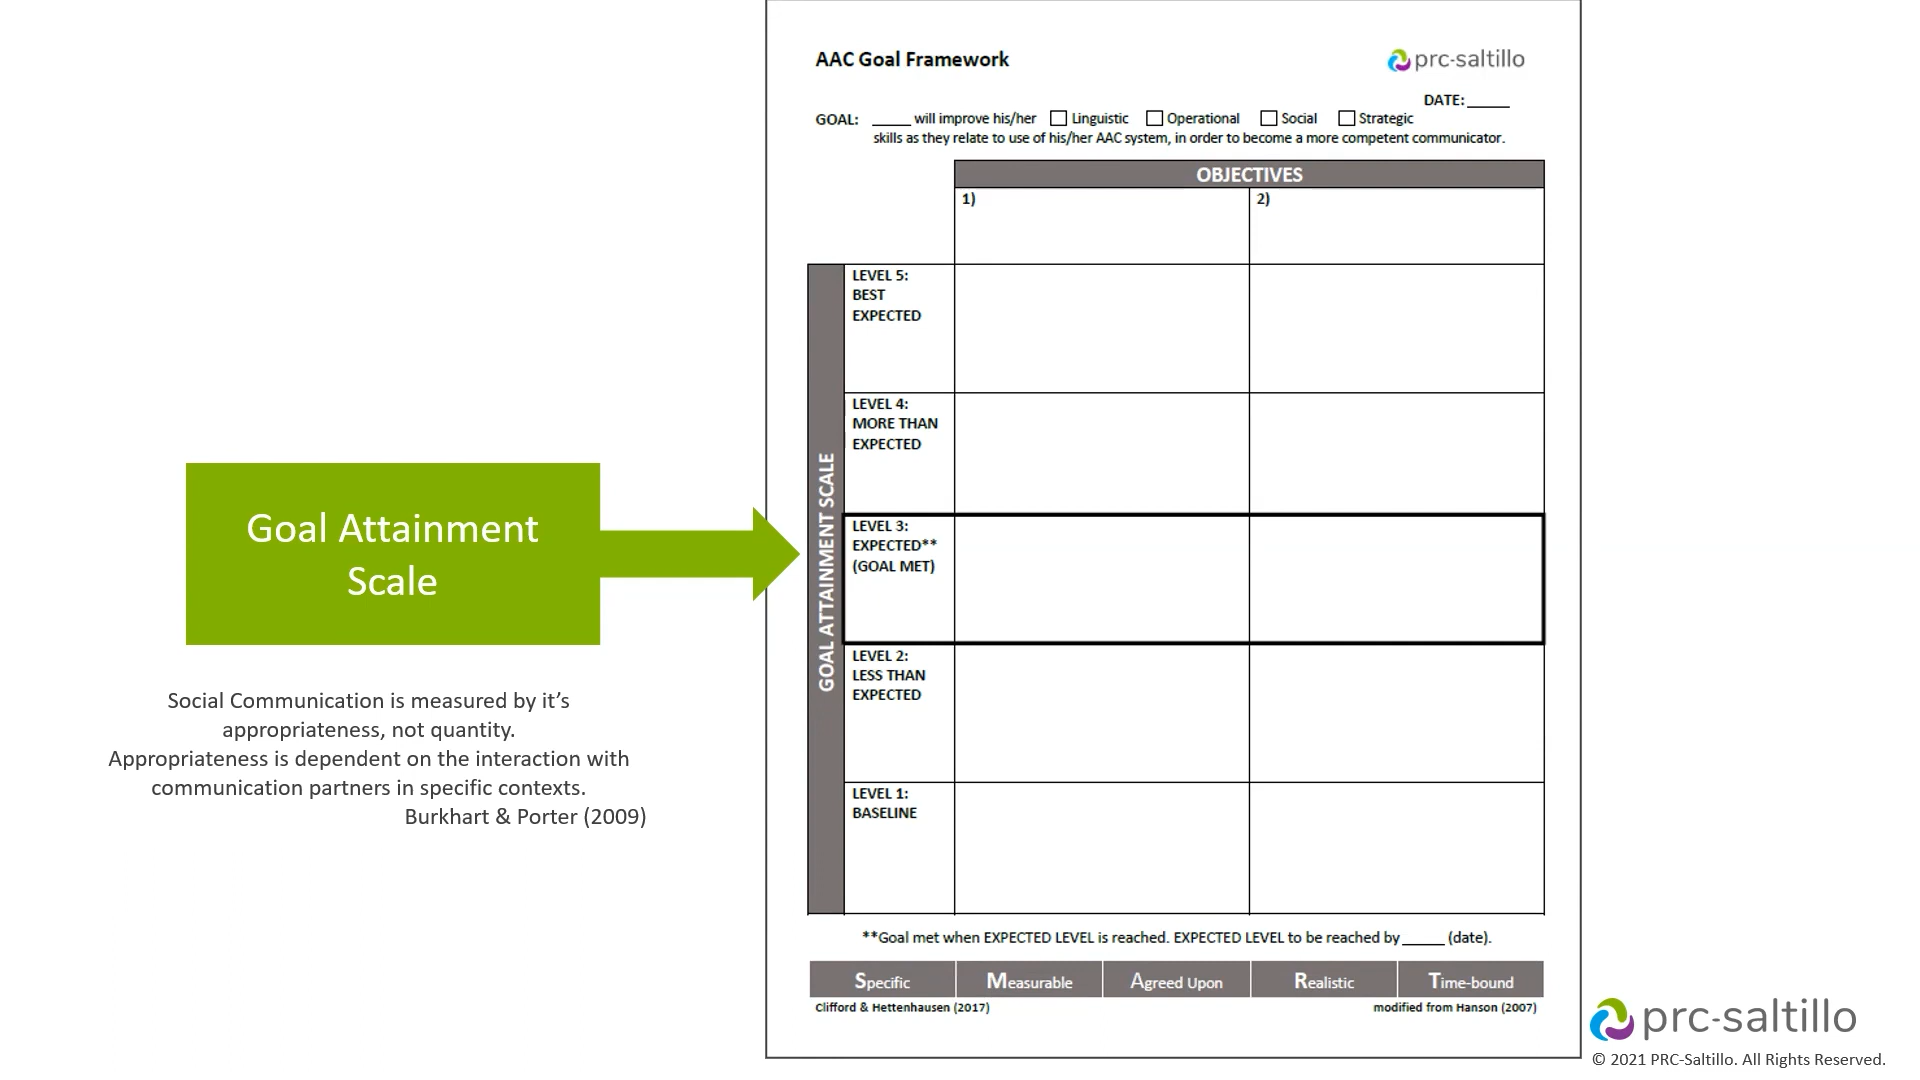 Goal Attainment
Scale
Social Communication is measured by it's
appropriateness, not quantity.
Appropriateness is dependent on the interaction with
communication partners in specific contexts.
Burkhart & Porter (2009)
AAC Goal Framework
prc-saltillo
DATE:_____
GOAL: _____ will improve his/her Linguistic Operational Social Strategic
skills as they relate to use of his/her AAC system, in order to become a more competent communicator.
OBJECTIVES
1) 2)
GOAL ATTAINMENT SCALE
LEVEL 5:
BEST
EXPECTED
LEVEL 4:
MORE THAN
EXPECTED
LEVEL 3:
EXPECTED**
(GOAL MET)
LEVEL 2:
LESS THAN
EXPECTED
LEVEL 1:
BASELINE
**Goal met when EXPECTED LEVEL is reached. EXPECTED LEVEL to be reached by _____ (date).
Specific Measurable Agreed Upon Realistic Time-bound
Clifford & Hettenhausen (2017) modified from Hanson (2007)
prc-saltillo
© 2021 PRC-Saltillo. All Rights Reserved.